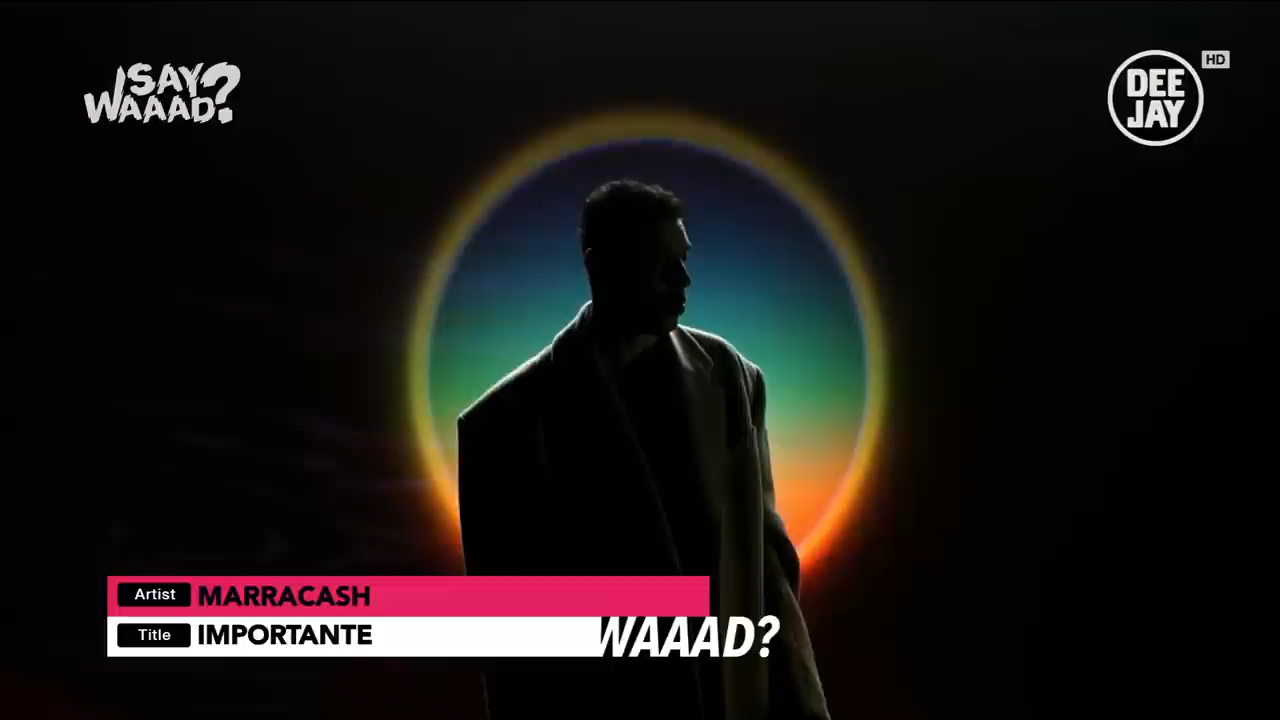 SAY
WAAAD?
DEE
JAY
HD
Artist MARRACASH
Title IMPORTANTE
WAAAD?